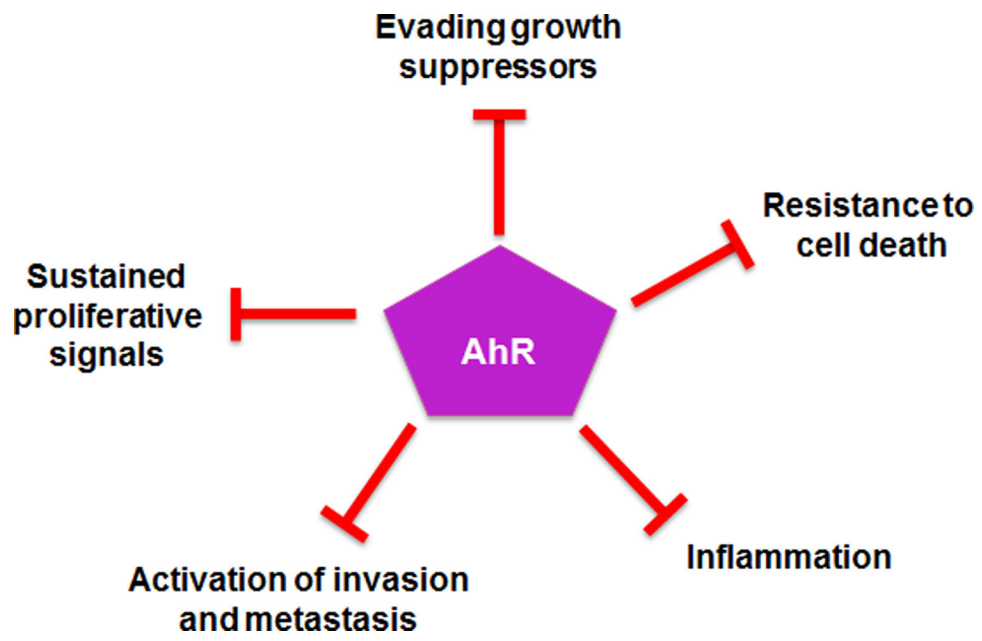 Evading growth
suppressors
Resistance to
cell death
Sustained
proliferative
signals
AhR
Inflammation
Activation of invasion
and metastasis